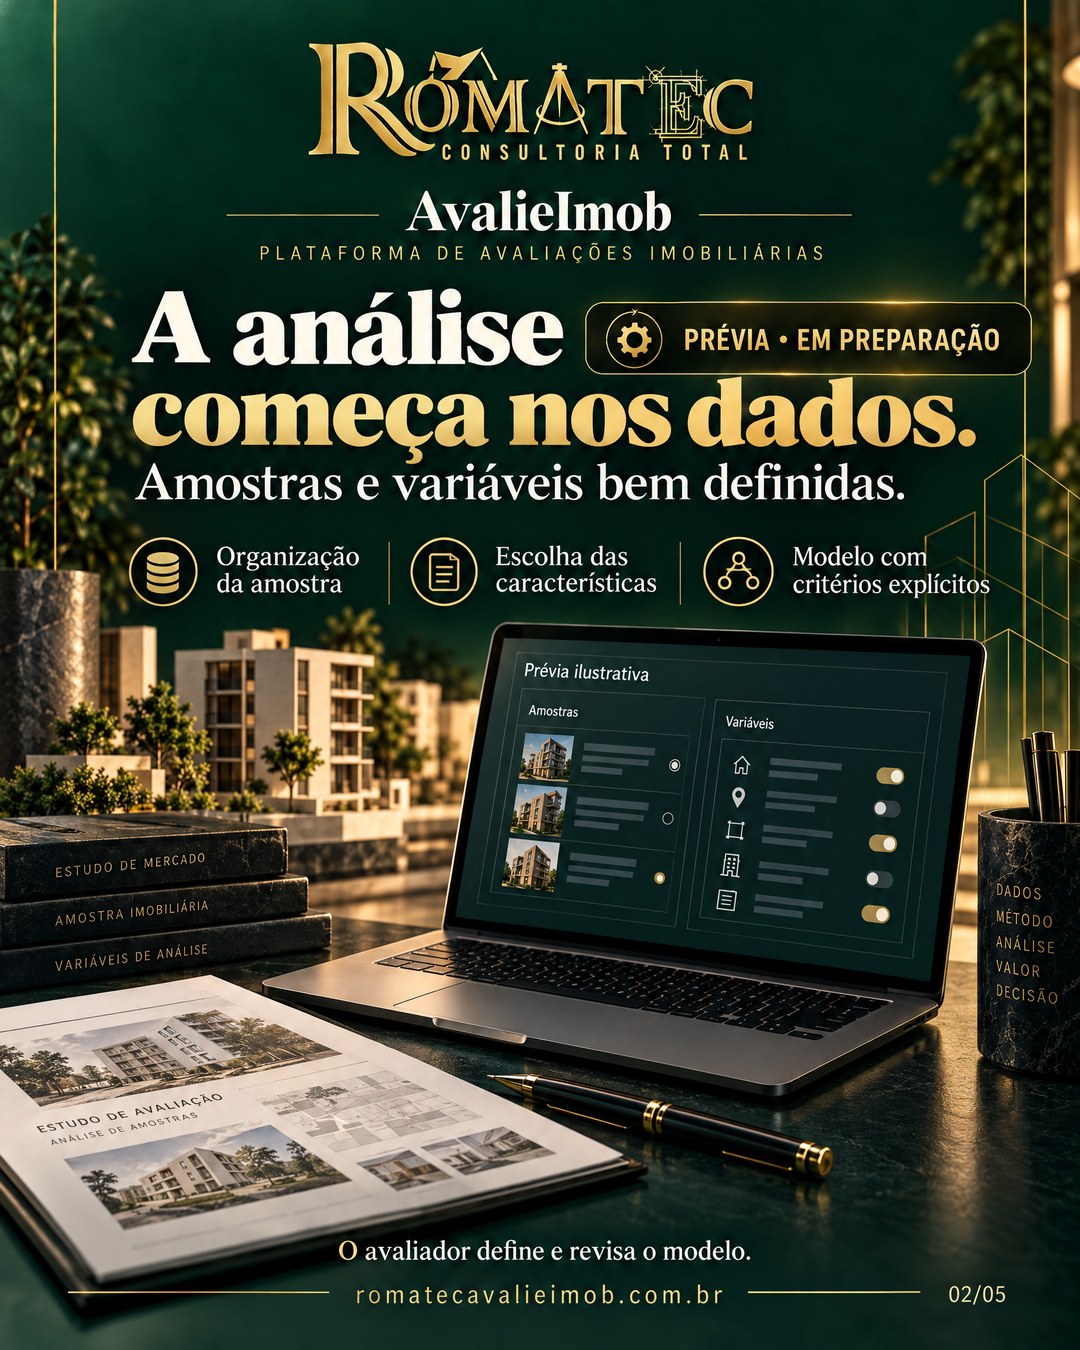 ROMATEC
CONSULTORIA TOTAL
AvalieImob
PLATAFORMA DE AVALIAÇÕES IMOBILIÁRIAS
A análise
PRÉVIA • EM PREPARAÇÃO
começa nos dados.
Amostras e variáveis bem definidas.
Organização
da amostra
Escolha das
características
Modelo com
critérios explícitos
Prévia ilustrativa
Amostras
Variáveis
ESTUDO DE MERCADO
AMOSTRA IMOBILIÁRIA
VARIÁVEIS DE ANÁLISE
DADOS
MÉTODO
ANÁLISE
VALOR
DECISÃO
ESTUDO DE AVALIAÇÃO
ANÁLISE DE AMOSTRAS
O avaliador define e revisa o modelo.
romatecavalieimob.com.br
02/05